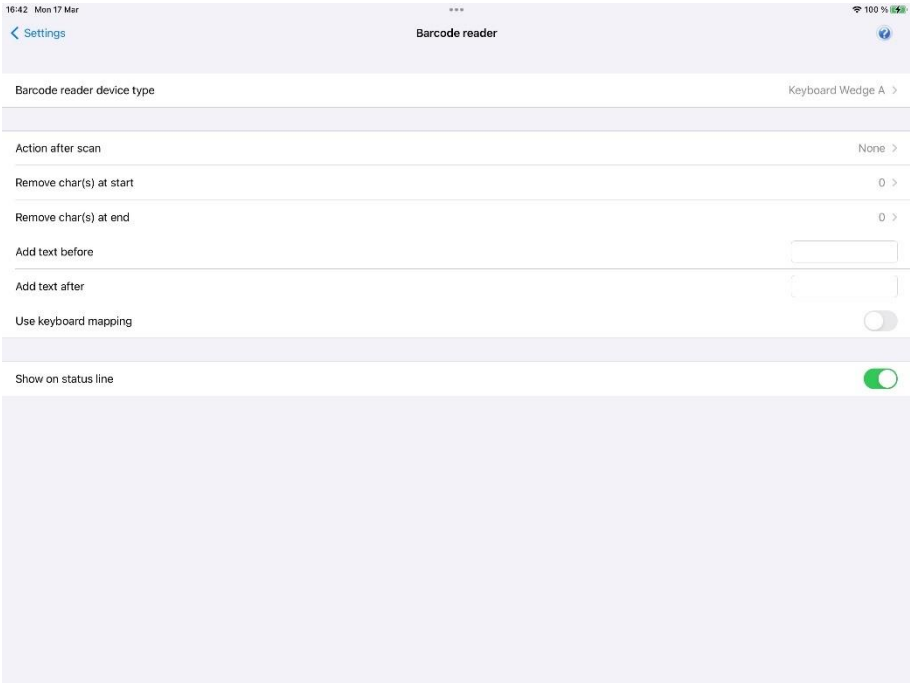 16:42 Mon 17 Mar 100 %
Settings Barcode reader ?
Barcode reader device type Keyboard Wedge A
Action after scan None
Remove char(s) at start 0
Remove char(s) at end 0
Add text before
Add text after
Use keyboard mapping
Show on status line